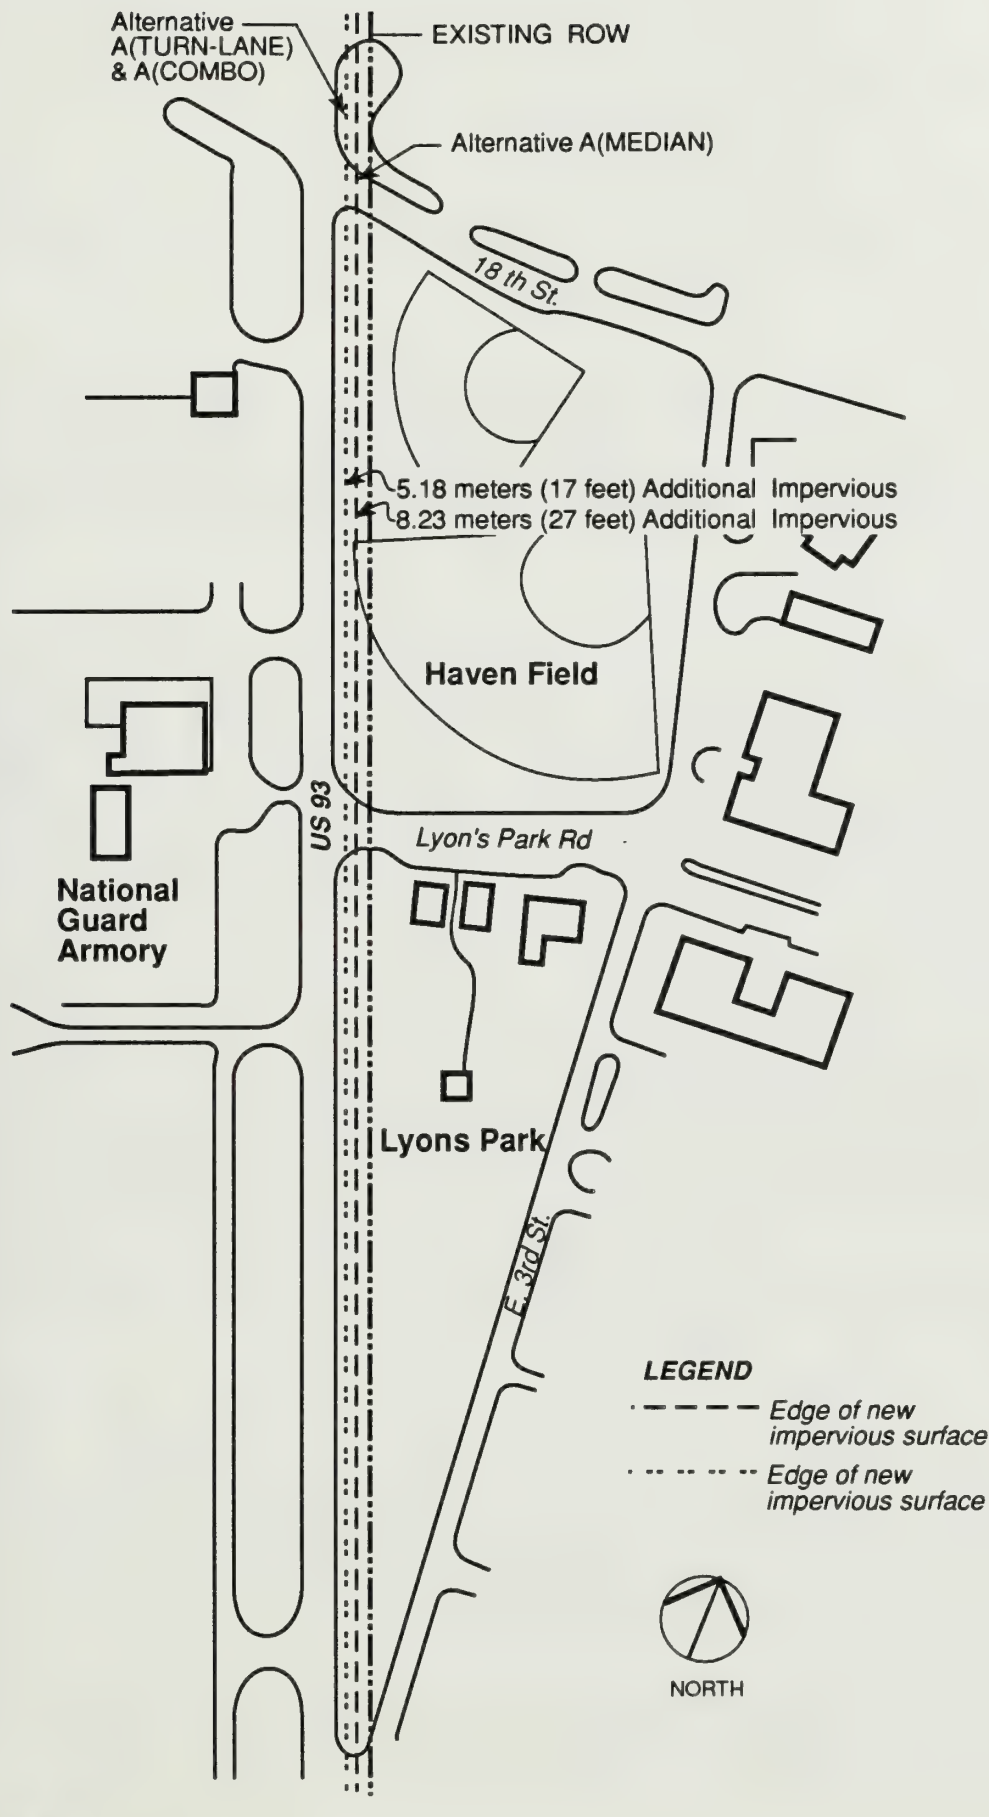 Alternative
A(TURN-LANE)
& A(COMBO)
EXISTING ROW
Alternative A(MEDIAN)
18 th St.
5.18 meters (17 feet) Additional Impervious
8.23 meters (27 feet) Additional Impervious
Haven Field
US 93
Lyon's Park Rd
National
Guard
Armory
Lyons Park
E. 3rd St.
LEGEND
Edge of new
impervious surface
Edge of new
impervious surface
NORTH